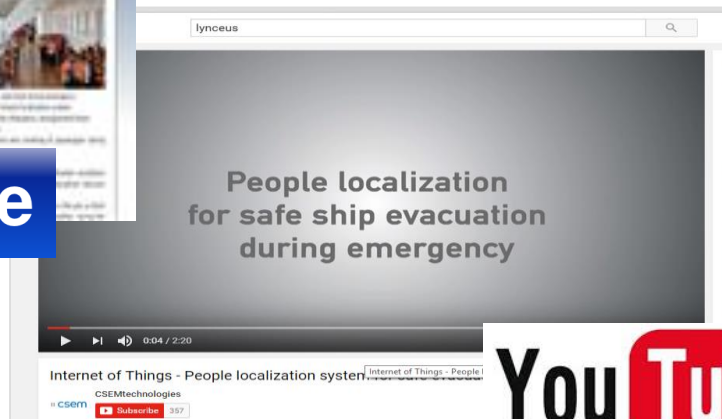 lynceus
e
People localization
for safe ship evacuation
during emergency
0:04 / 2:20
Internet of Things - People localization system for safe evacuat
Internet of Things - People l
CSEMtechnologies
csem
Subscribe 357
You Tu